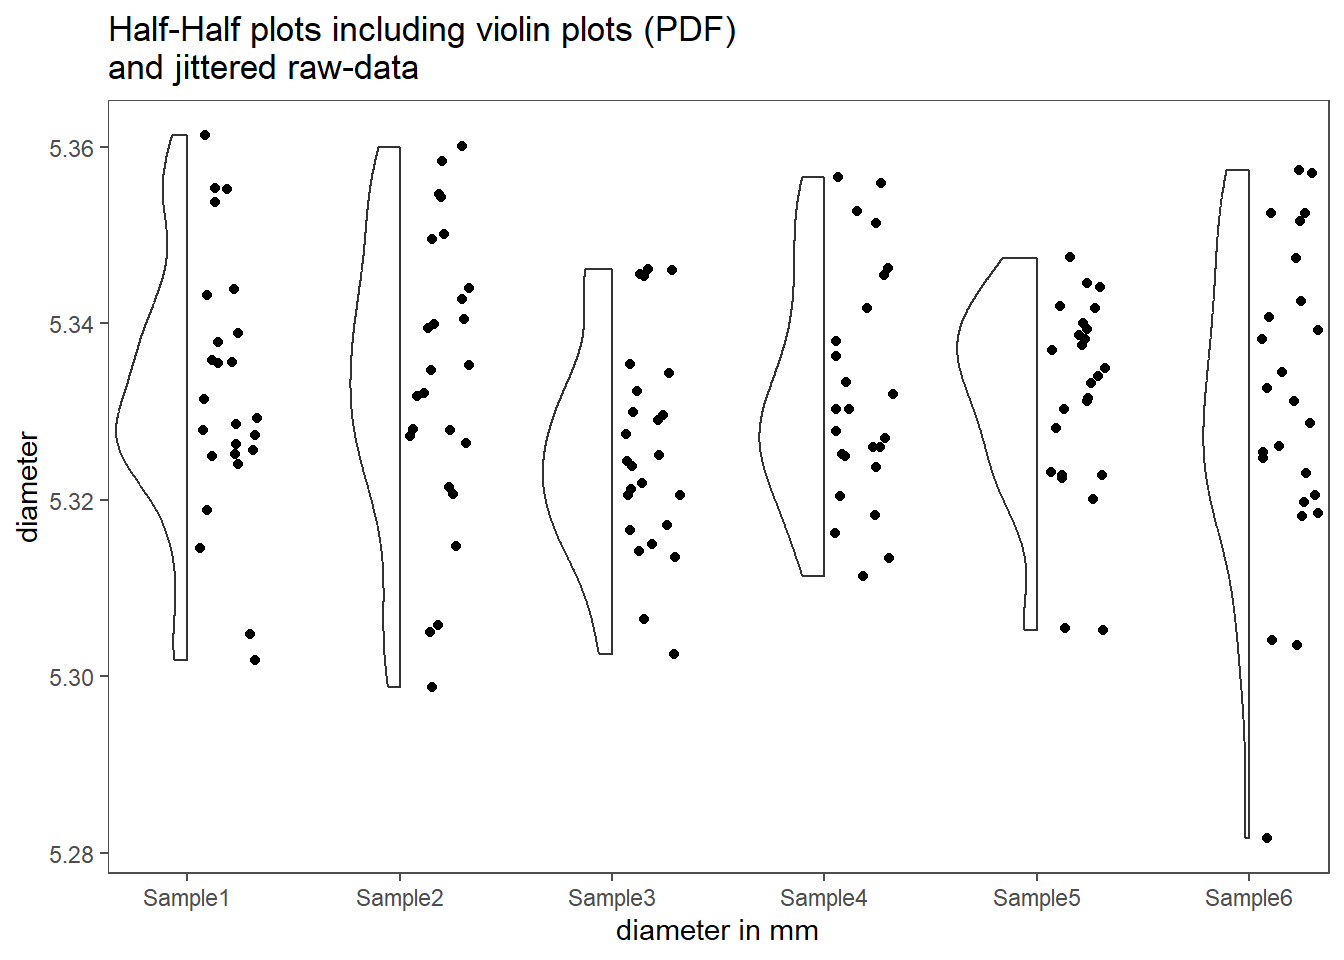 Half-Half plots including violin plots (PDF)
and jittered raw-data
5.36
5.34
5.32
5.30
5.28
diameter
Sample1 Sample2 Sample3 Sample4 Sample5 Sample6
diameter in mm